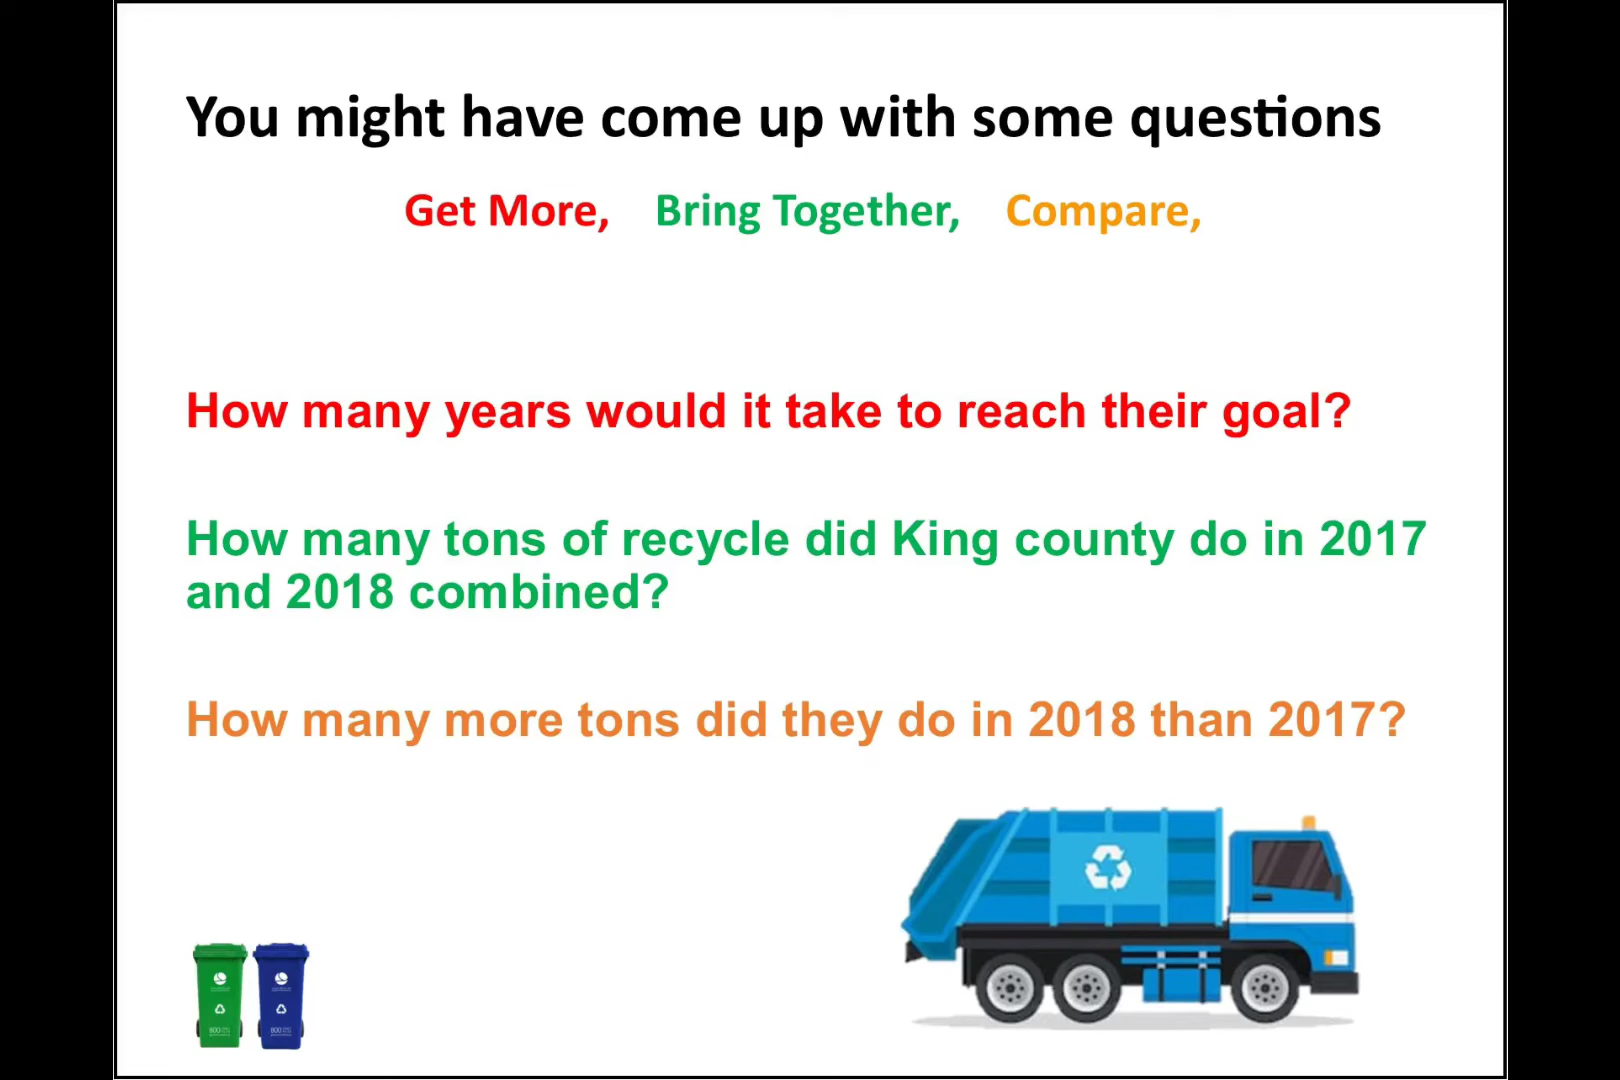 You might have come up with some questions
Get More, Bring Together, Compare,
How many years would it take to reach their goal?
How many tons of recycle did King county do in 2017
and 2018 combined?
How many more tons did they do in 2018 than 2017?
800
800